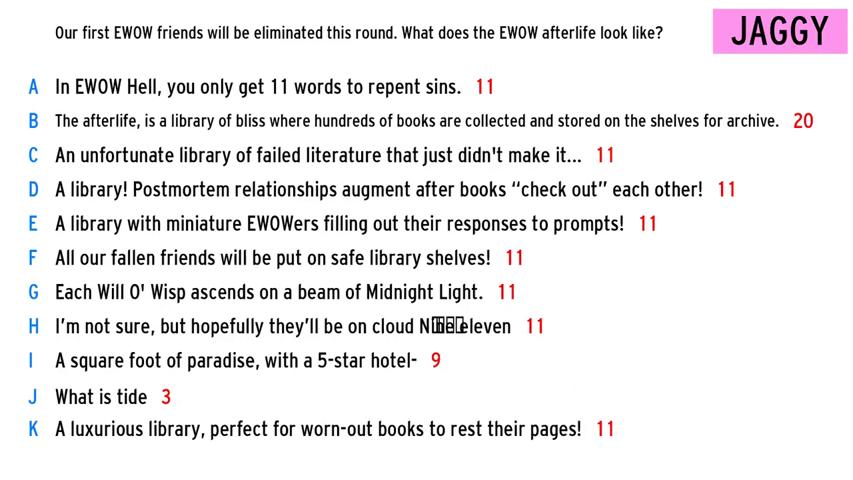 Our first EWOW friends will be eliminated this round. What does the EWOW afterlife look like?
JAGGY
A In EWOW Hell, you only get 11 words to repent sins. 11
B The afterlife, is a library of bliss where hundreds of books are collected and stored on the shelves for archive. 20
C An unfortunate library of failed literature that just didn't make it... 11
D A library! Postmortem relationships augment after books “check out” each other! 11
E A library with miniature EWOWers filling out their responses to prompts! 11
F All our fallen friends will be put on safe library shelves! 11
G Each Will O' Wisp ascends on a beam of Midnight Light. 11
H I’m not sure, but hopefully they’ll be on cloud eleven 11
I A square foot of paradise, with a 5-star hotel- 9
J What is tide 3
K A luxurious library, perfect for worn-out books to rest their pages! 11